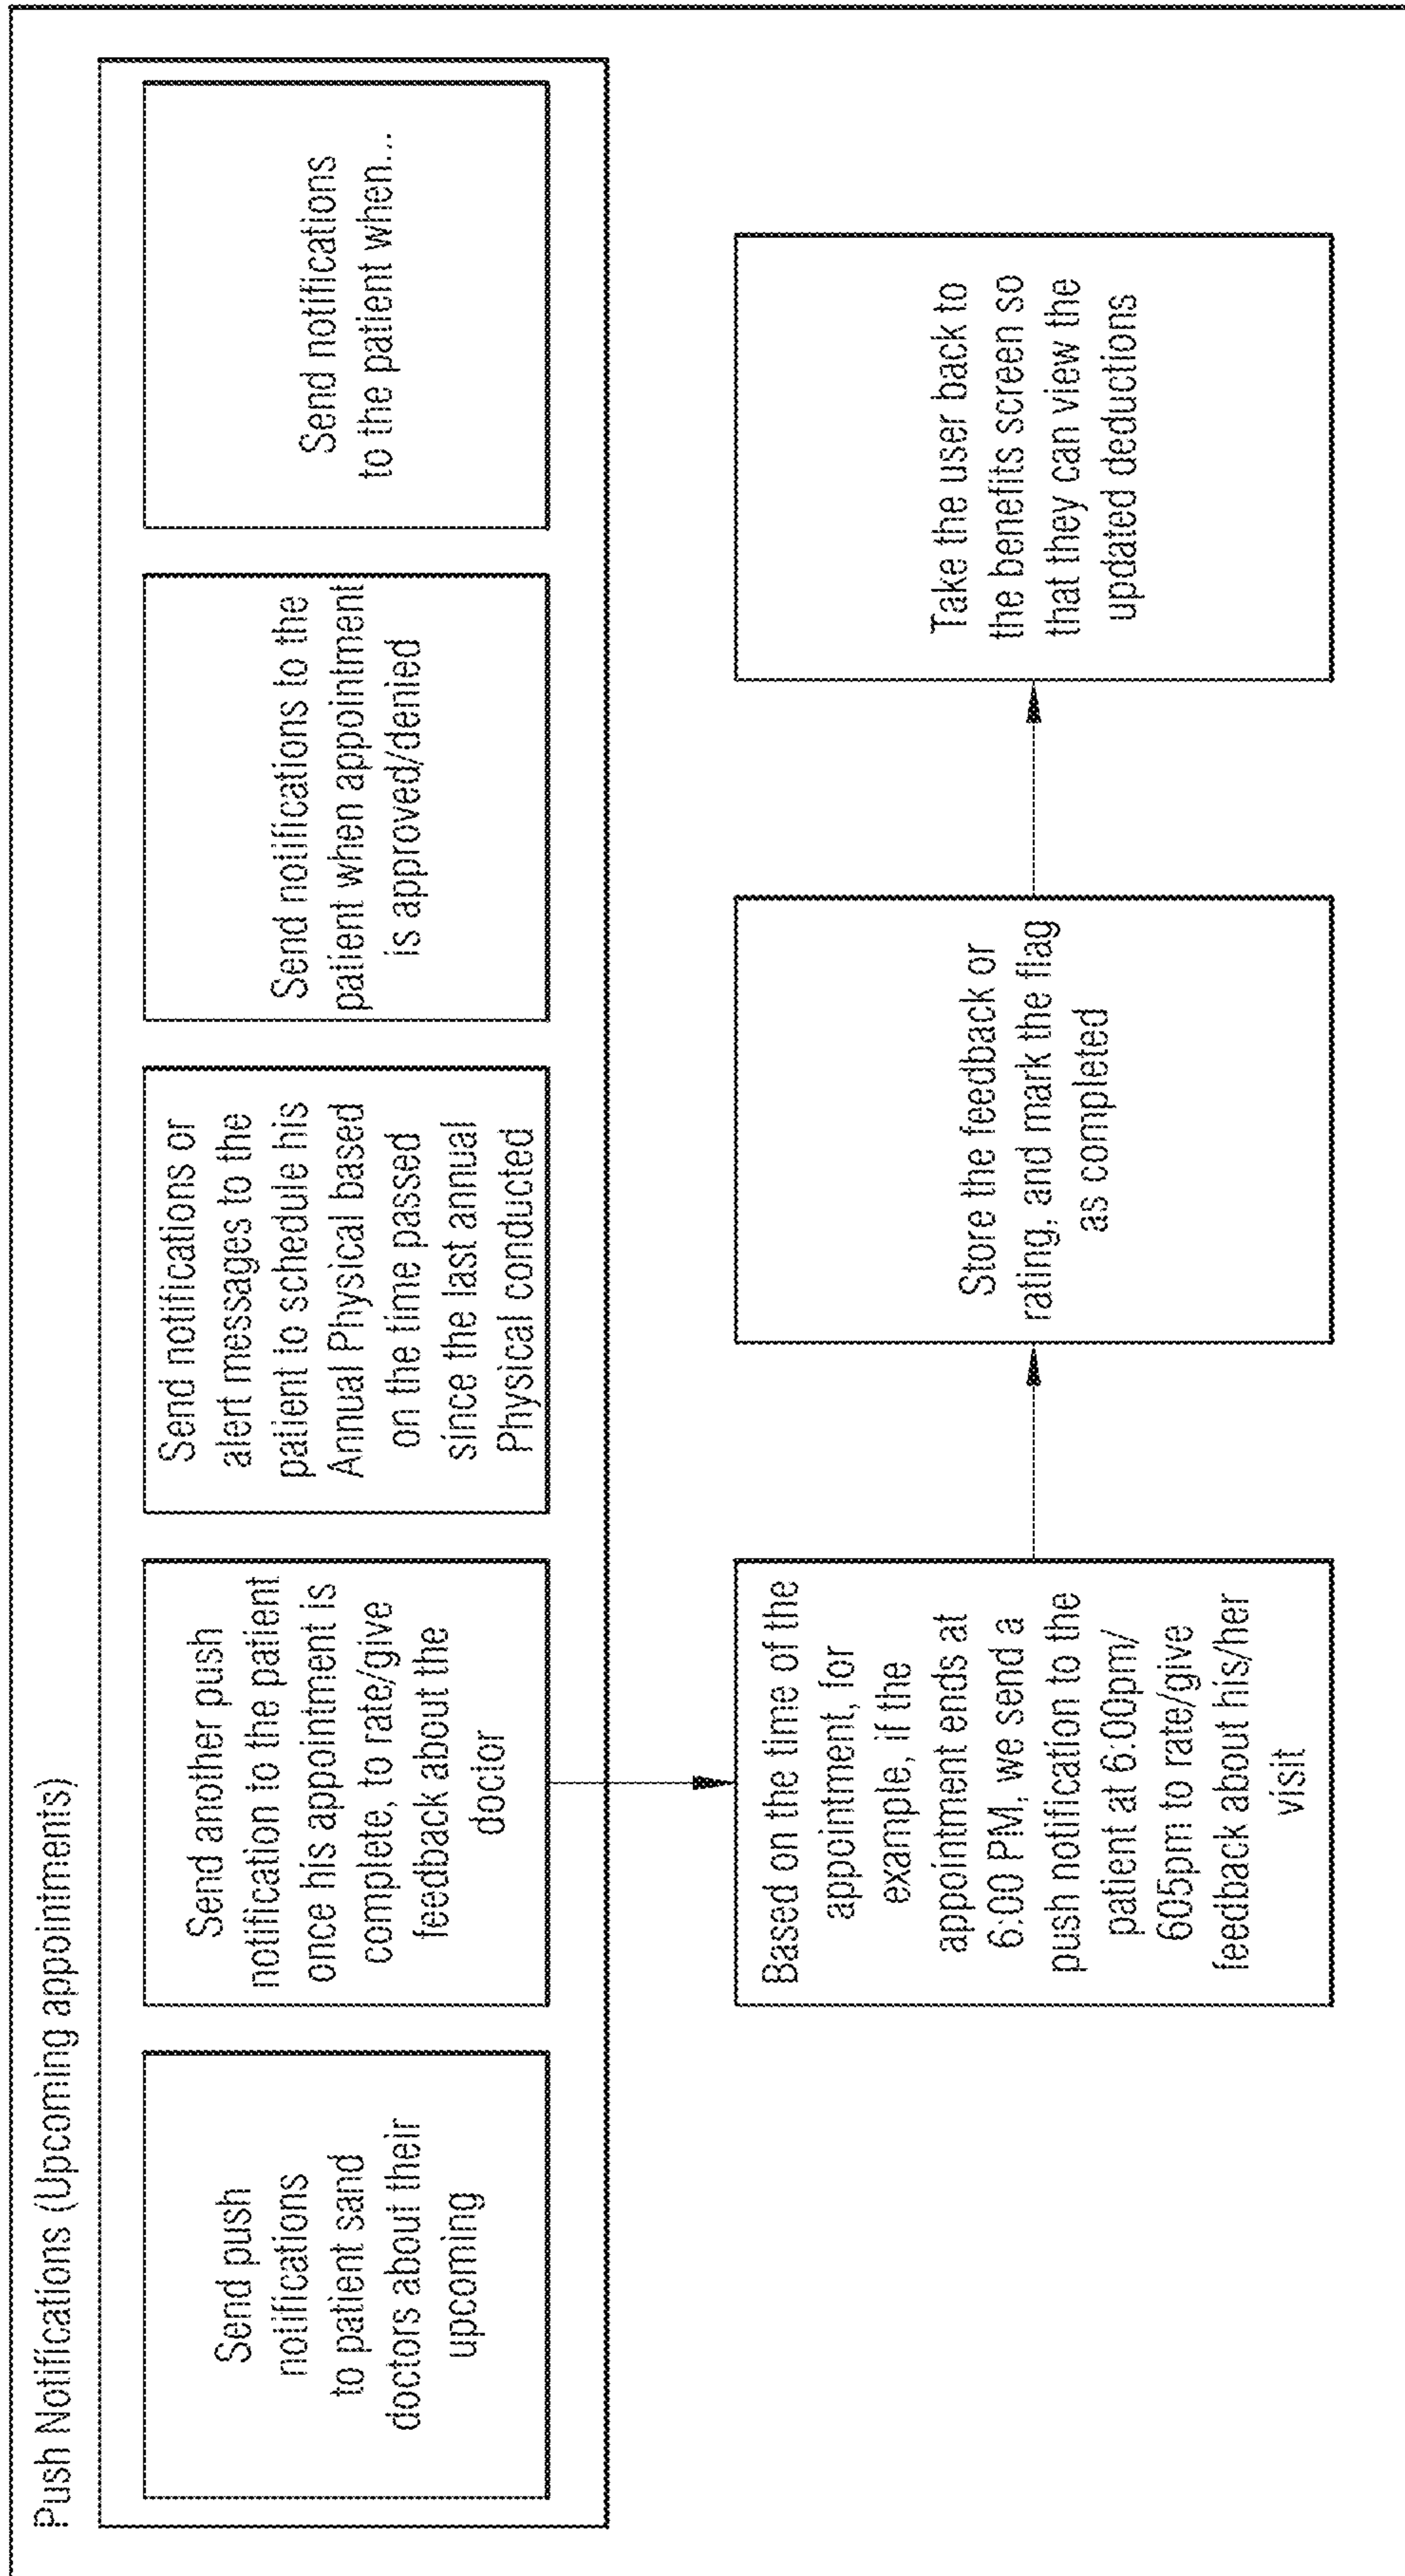 Push Notifications (Upcoming appointments)
Send push
notifications
to patient sand
doctors about their
upcoming
Send another push
notification to the patient
once his appointment is
complete, to rate/give
feedback about the
doctor
Send notifications or
alert messages to the
patient to schedule his
Annual Physical based
on the time passed
since the last annual
Physical conducted
Send notifications to the
patient when appointment
is approved/denied
Send notifications
to the patient when...
Based on the time of the
appointment, for
example, if the
appointment ends at
6:00 PM, we send a
push notification to the
patient at 6:00pm/
605pm to rate/give
feedback about his/her
visit
Store the feedback or
rating, and mark the flag
as completed
Take the user back to
the benefits screen so
that they can view the
updated deductions